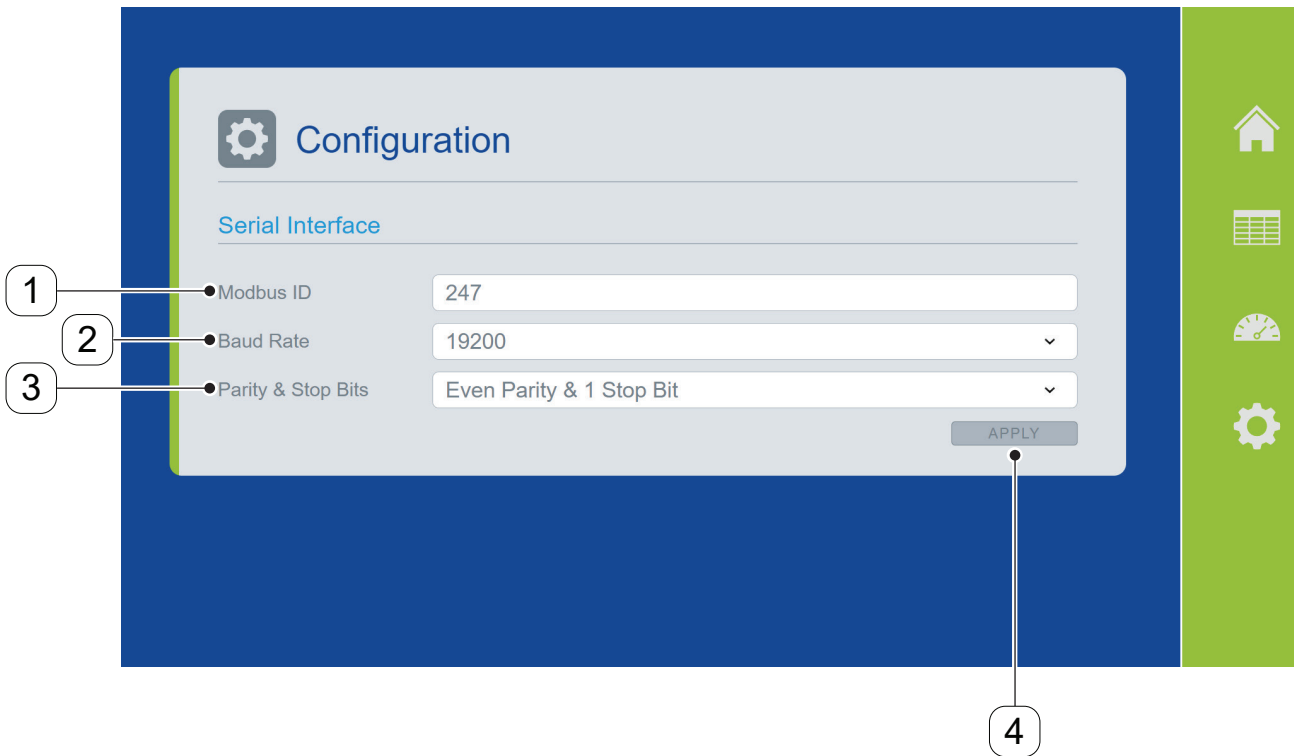 Configuration
Serial Interface
1 Modbus ID 247
2 Baud Rate 19200
3 Parity & Stop Bits Even Parity & 1 Stop Bit
APPLY
4